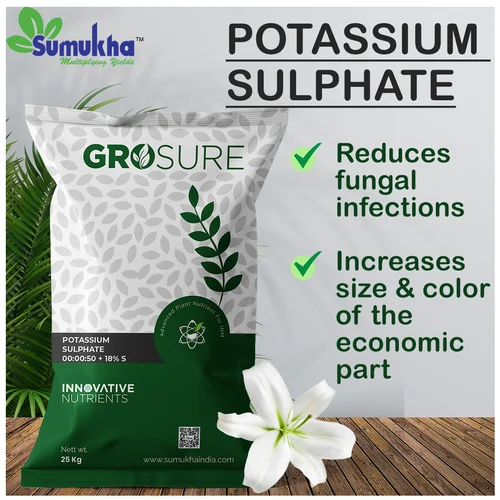 Sumukha™
Multiplying Yields
POTASSIUM
SULPHATE
GROSURE
Reduces
fungal
infections
Increases
size & color
of the
economic
part
Advanced Plant Nutrient For INM
POTASSIUM
SULPHATE
00:00:50 + 18% S
INNOVATIVE
NUTRIENTS
Nett wt.
25 Kg
www.sumukhaindia.com